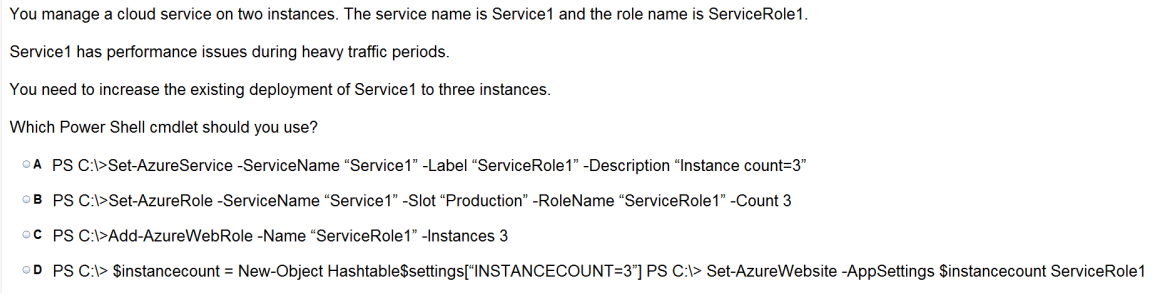 You manage a cloud service on two instances. The service name is Service1 and the role name is ServiceRole1.
Service1 has performance issues during heavy traffic periods.
You need to increase the existing deployment of Service1 to three instances.
Which Power Shell cmdlet should you use?
A PS C:\>Set-AzureService -ServiceName “Service1” -Label “ServiceRole1” -Description “Instance count=3”
B PS C:\>Set-AzureRole -ServiceName “Service1” -Slot “Production” -RoleName “ServiceRole1” -Count 3
C PS C:\>Add-AzureWebRole -Name “ServiceRole1” -Instances 3
D PS C:\> $instancecount = New-Object Hashtable$settings[“INSTANCECOUNT=3”] PS C:\> Set-AzureWebsite -AppSettings $instancecount ServiceRole1